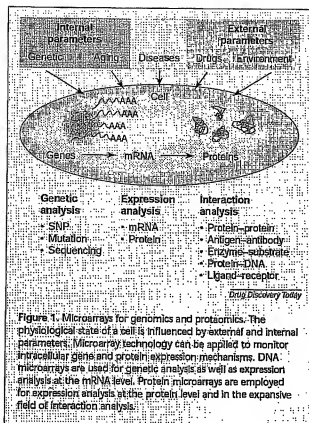 Internal parameters
External parameters
Genetic Aging Diseases Drugs Environment
Cell
AAA
AAA
AAA
AAA
Genes mRNA Proteins
Genetic analysis
• SNP
• Mutation
• Sequencing
Expression analysis
• mRNA
• Protein
Interaction analysis
• Protein–protein
• Antigen–antibody
• Enzyme–substrate
• Protein–DNA
• Ligand–receptor
Drug Discovery Today
Figure 1. Microarrays for genomics and proteomics. The
physiological state of a cell is influenced by external and internal
parameters. Microarray technology can be applied to monitor
intracellular gene and protein expression mechanisms. DNA
microarrays are used for genetic analysis as well as expression
analysis at the mRNA level. Protein microarrays are employed
for expression analysis at the protein level and in the expansive
field of interaction analysis.